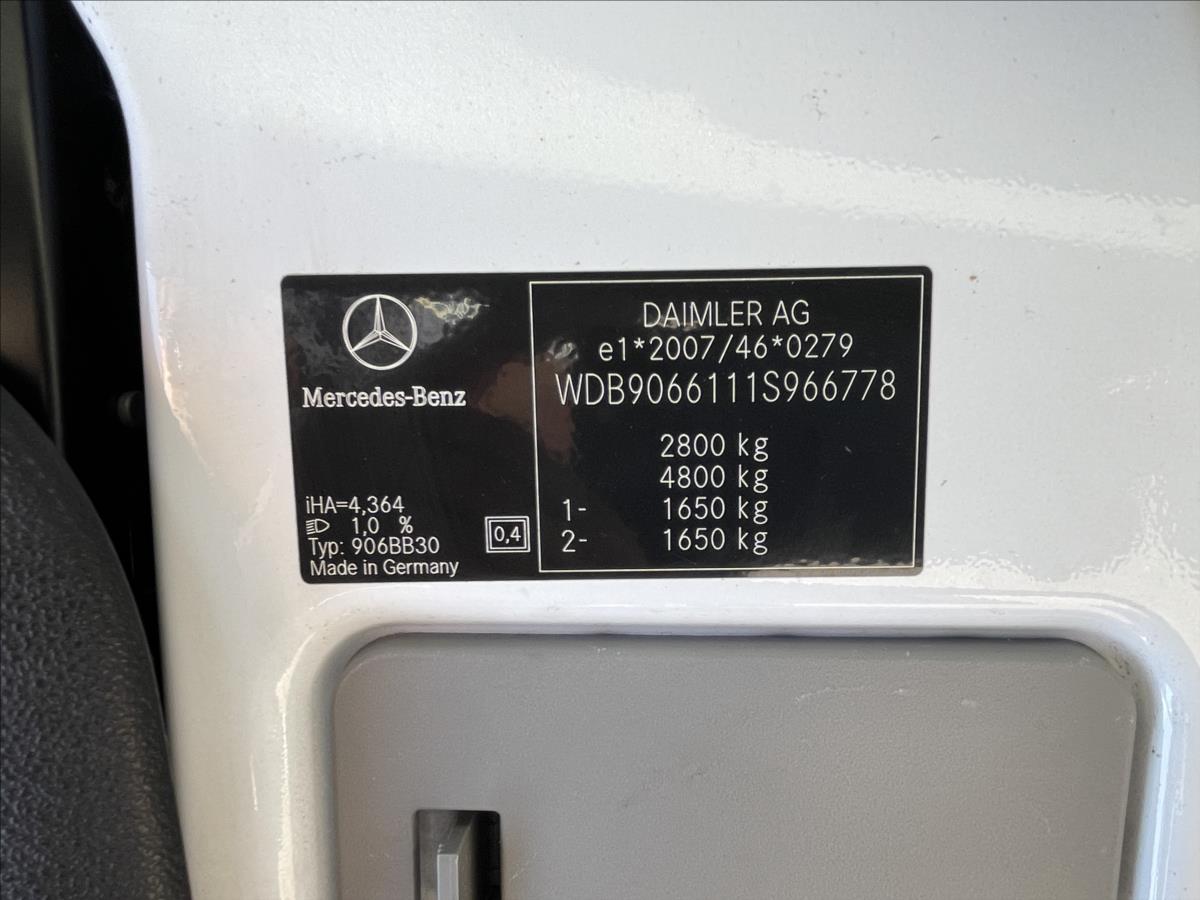 Mercedes-Benz
iHA=4,364
1,0 %
Typ: 906BB30
Made in Germany
0,4
DAIMLER AG
e1*2007/46*0279
WDB9066111S966778
2800 kg
4800 kg
1- 1650 kg
2- 1650 kg